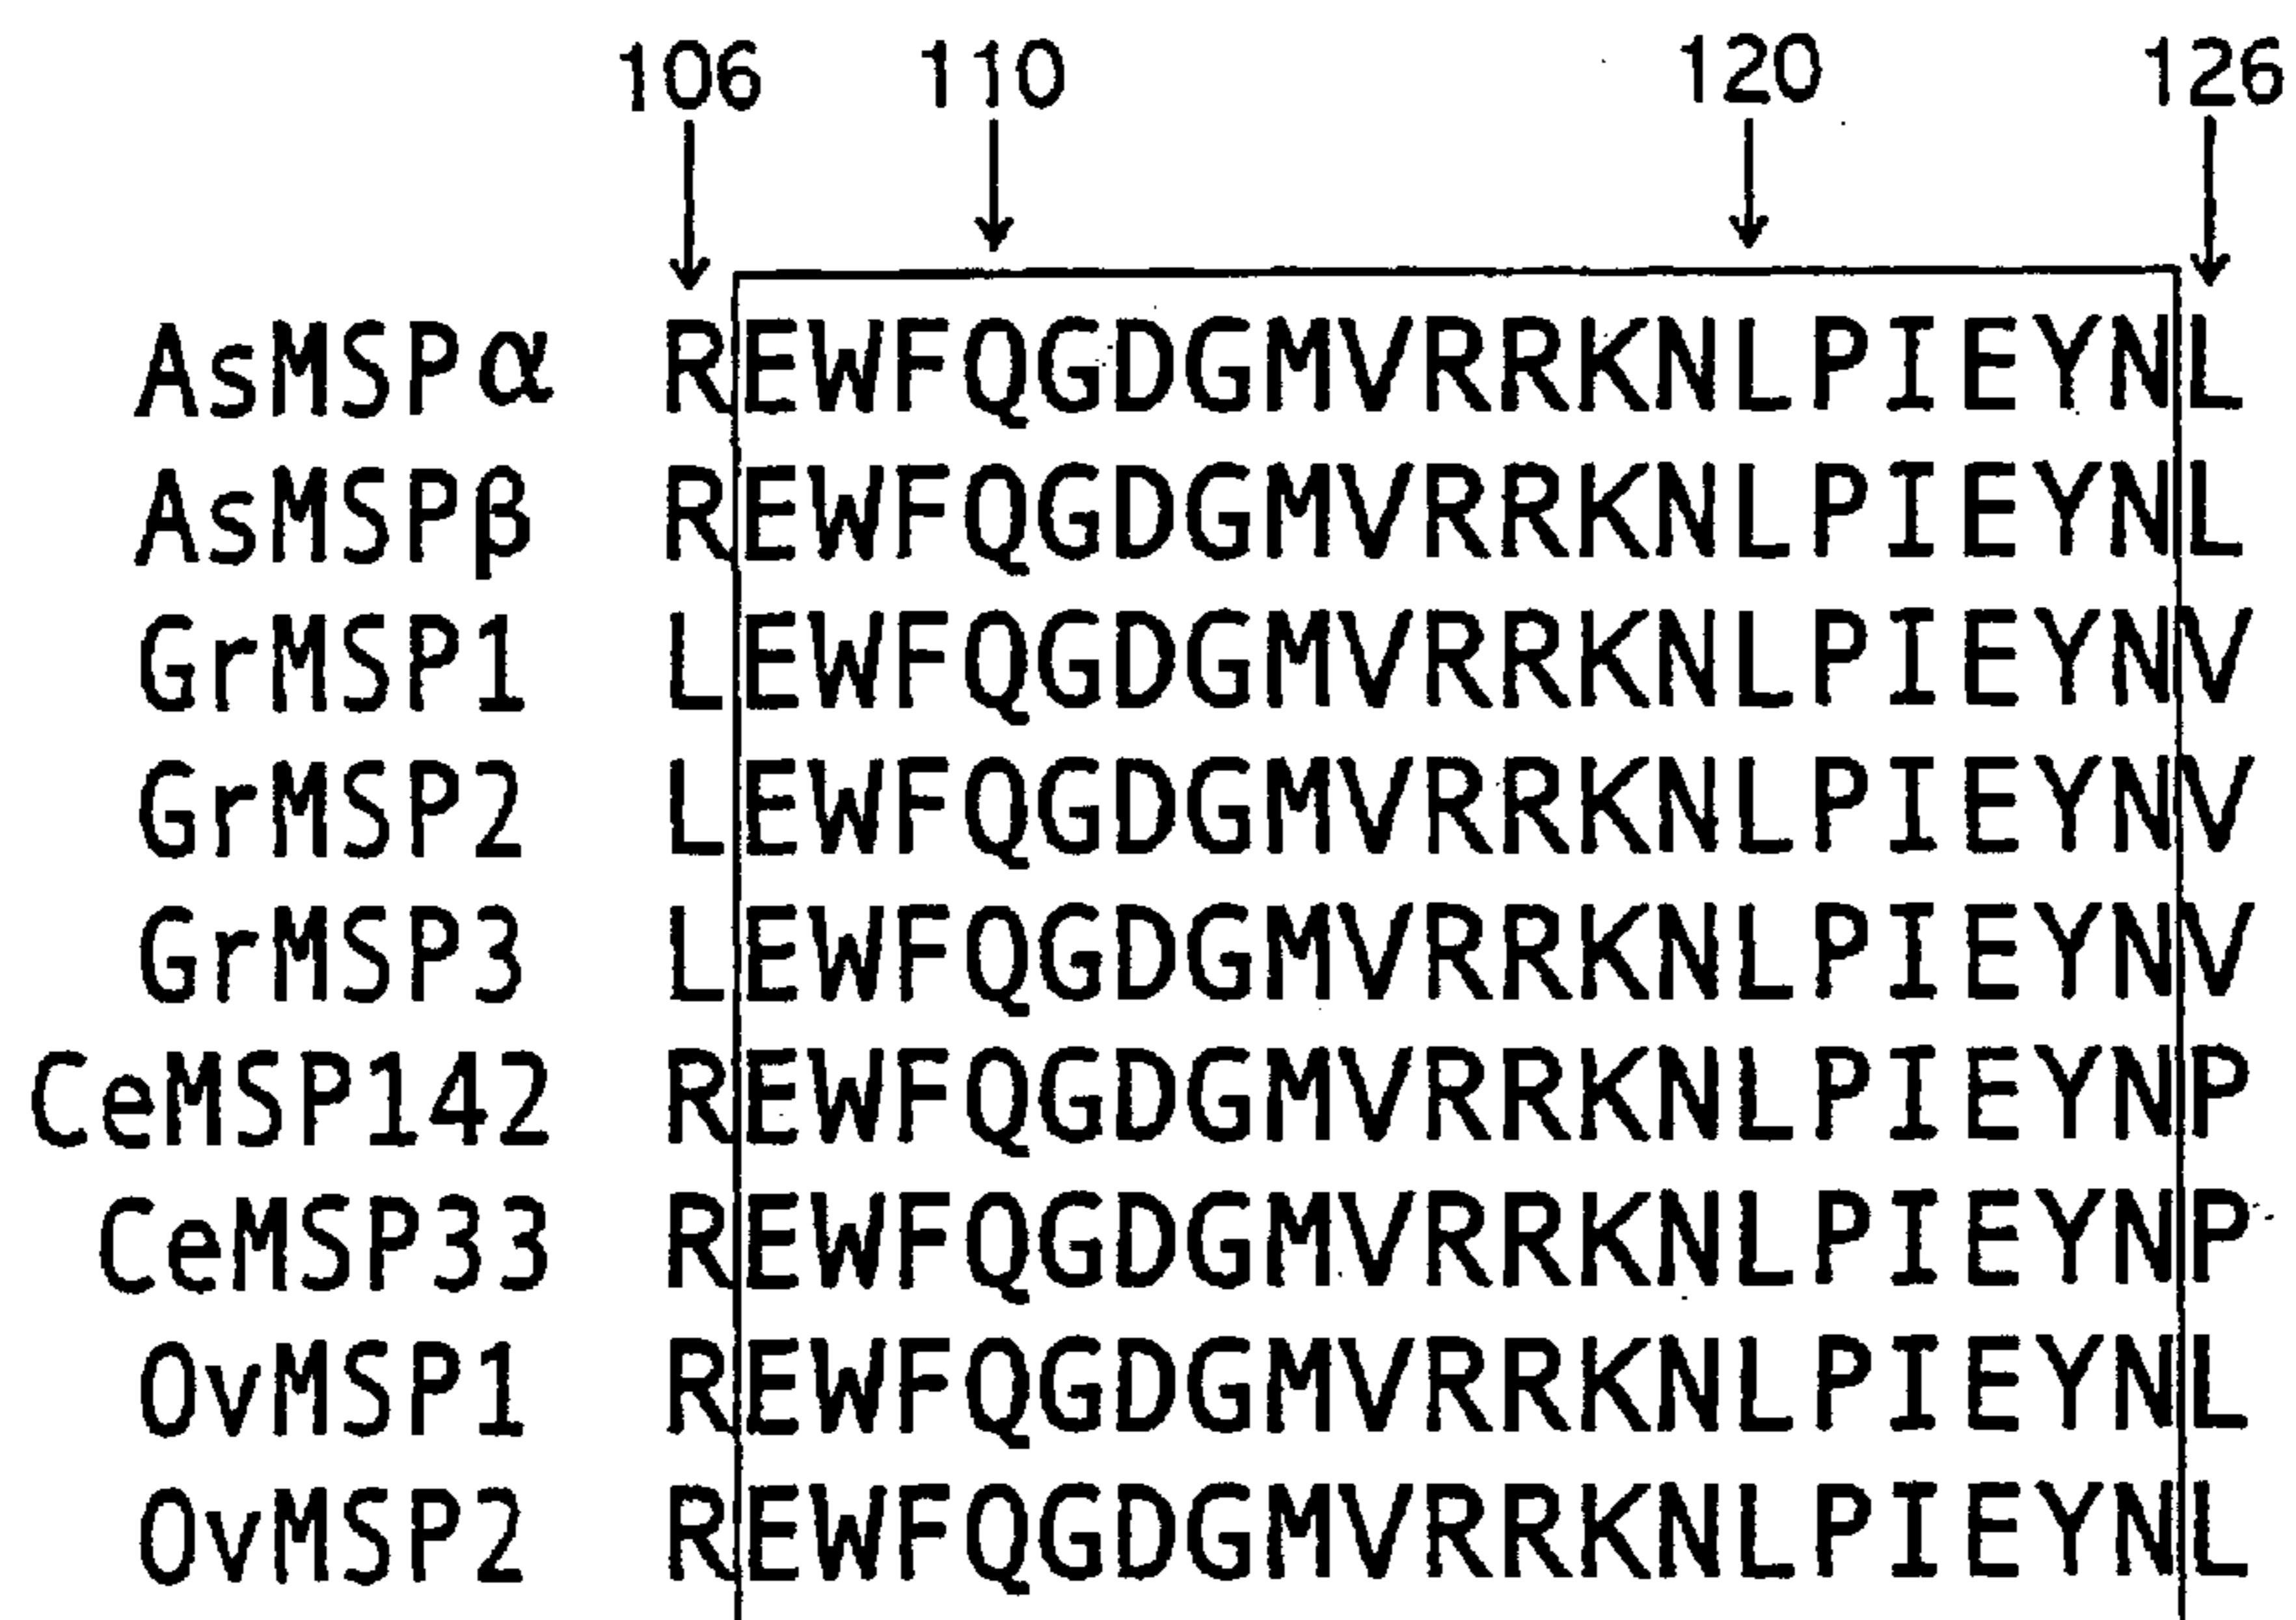 106 110 120 126
AsMSPα REWFQGDGMVRRKNLPIEYNL
AsMSPβ REWFQGDGMVRRKNLPIEYNL
GrMSP1 LEWFQGDGMVRRKNLPIEYNV
GrMSP2 LEWFQGDGMVRRKNLPIEYNV
GrMSP3 LEWFQGDGMVRRKNLPIEYNV
CeMSP142 REWFQGDGMVRRKNLPIEYNP
CeMSP33 REWFQGDGMVRRKNLPIEYNP
OvMSP1 REWFQGDGMVRRKNLPIEYNL
OvMSP2 REWFQGDGMVRRKNLPIEYNL